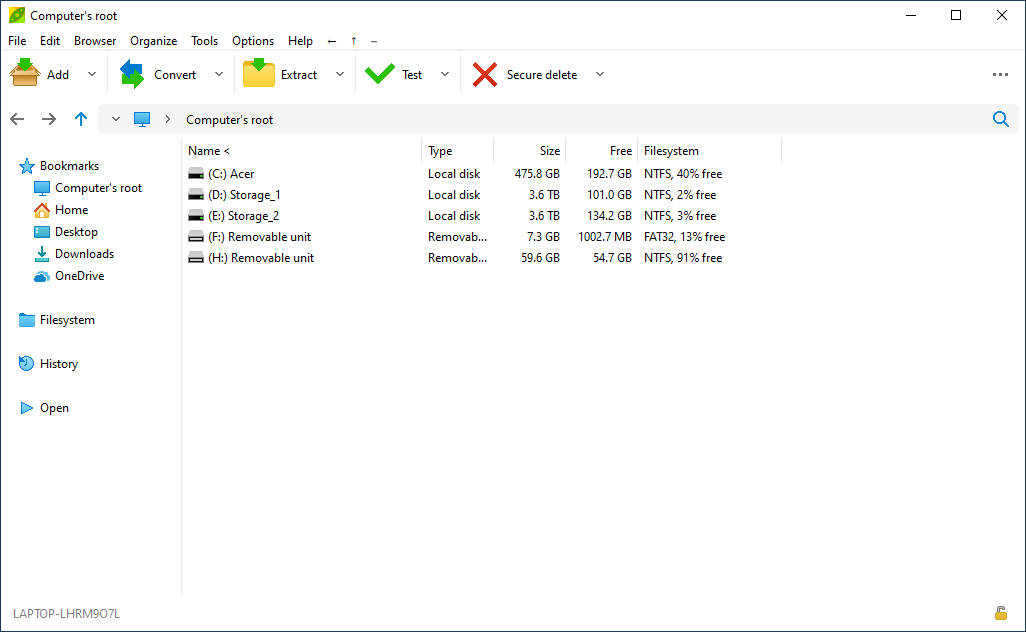 Computer's root
File Edit Browser Organize Tools Options Help ← ↑ –
Add Convert Extract Test Secure delete ...
Computer's root
Bookmarks
Computer's root
Home
Desktop
Downloads
OneDrive
Filesystem
History
Open
Name < Type Size Free Filesystem
(C:) Acer Local disk 475.8 GB 192.7 GB NTFS, 40% free
(D:) Storage_1 Local disk 3.6 TB 101.0 GB NTFS, 2% free
(E:) Storage_2 Local disk 3.6 TB 134.2 GB NTFS, 3% free
(F:) Removable unit Removab... 7.3 GB 1002.7 MB FAT32, 13% free
(H:) Removable unit Removab... 59.6 GB 54.7 GB NTFS, 91% free
LAPTOP-LHRM9O7L